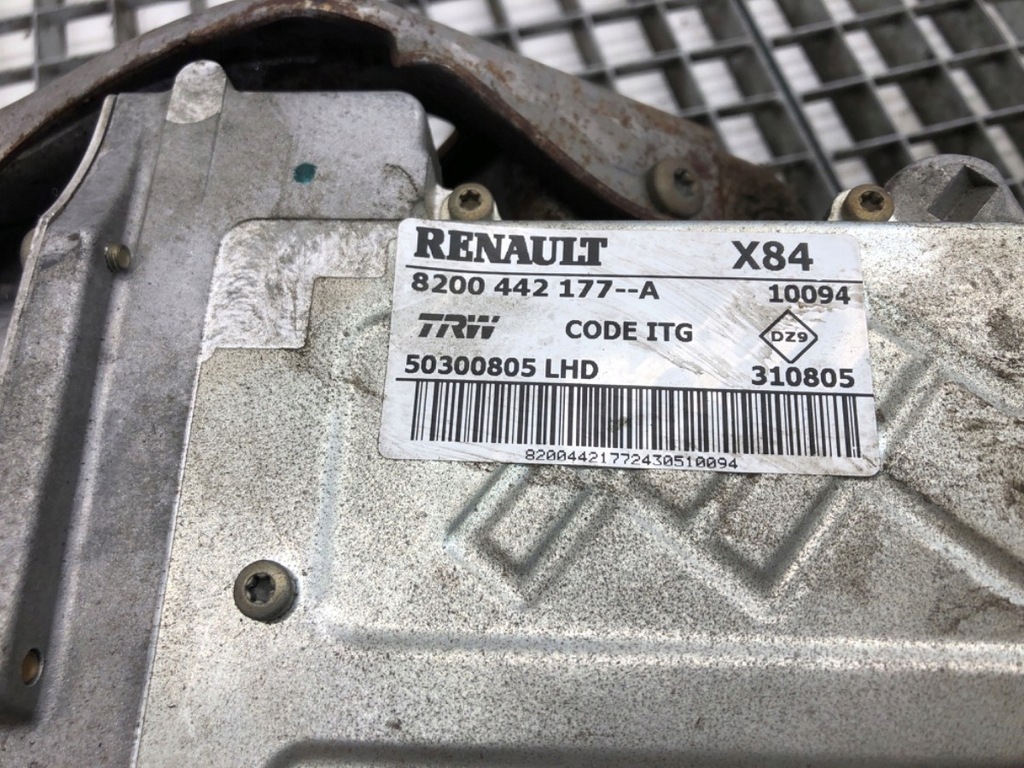 RENAULT X84
8200 442 177--A 10094
TRW CODE ITG DZ9
50300805 LHD 310805
82004421772430510094